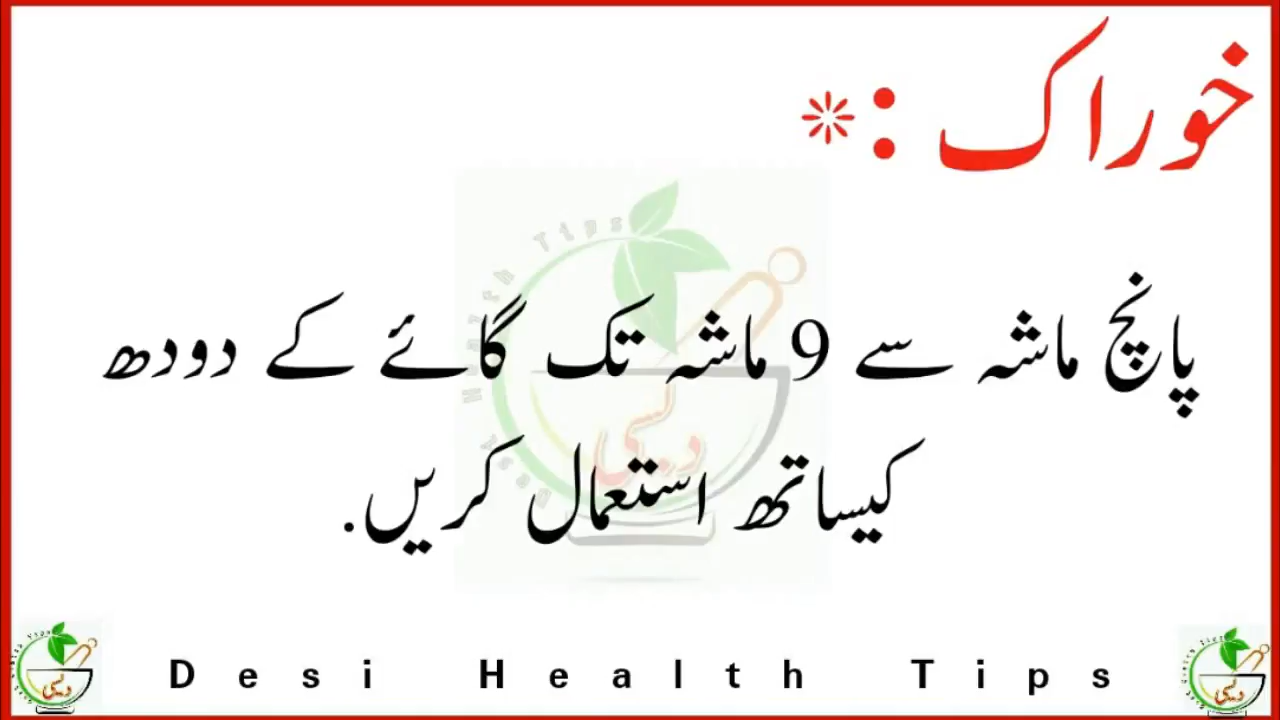 خوراک :*
پانچ ماشہ سے 9 ماشہ تک گائے کے دودھ
کیساتھ استعمال کریں.
Desi Health Tips